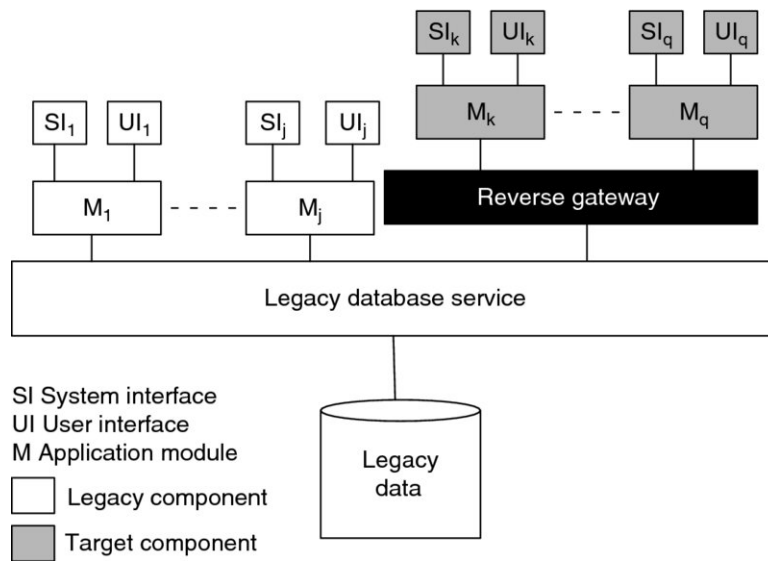 SI_k UI_k SI_q UI_q
M_k M_q
SI_1 UI_1 SI_j UI_j
M_1 M_j
Reverse gateway
Legacy database service
Legacy
data
SI System interface
UI User interface
M Application module
Legacy component
Target component